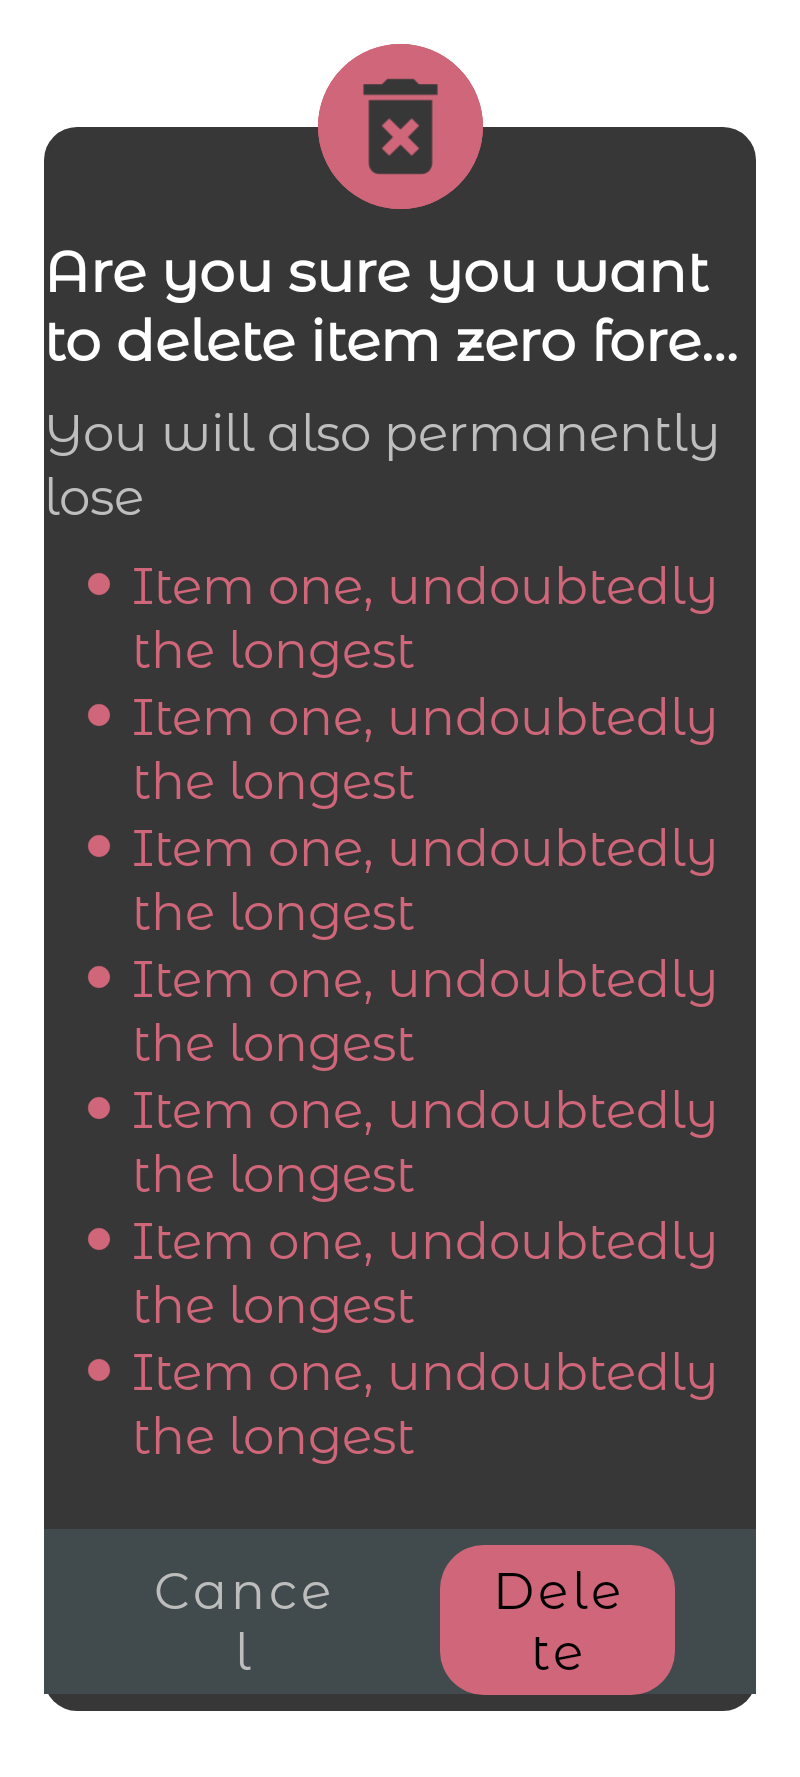 Are you sure you want
to delete item zero fore...
You will also permanently
lose
Item one, undoubtedly
the longest
Item one, undoubtedly
the longest
Item one, undoubtedly
the longest
Item one, undoubtedly
the longest
Item one, undoubtedly
the longest
Item one, undoubtedly
the longest
Item one, undoubtedly
the longest
Cance
l
Dele
te